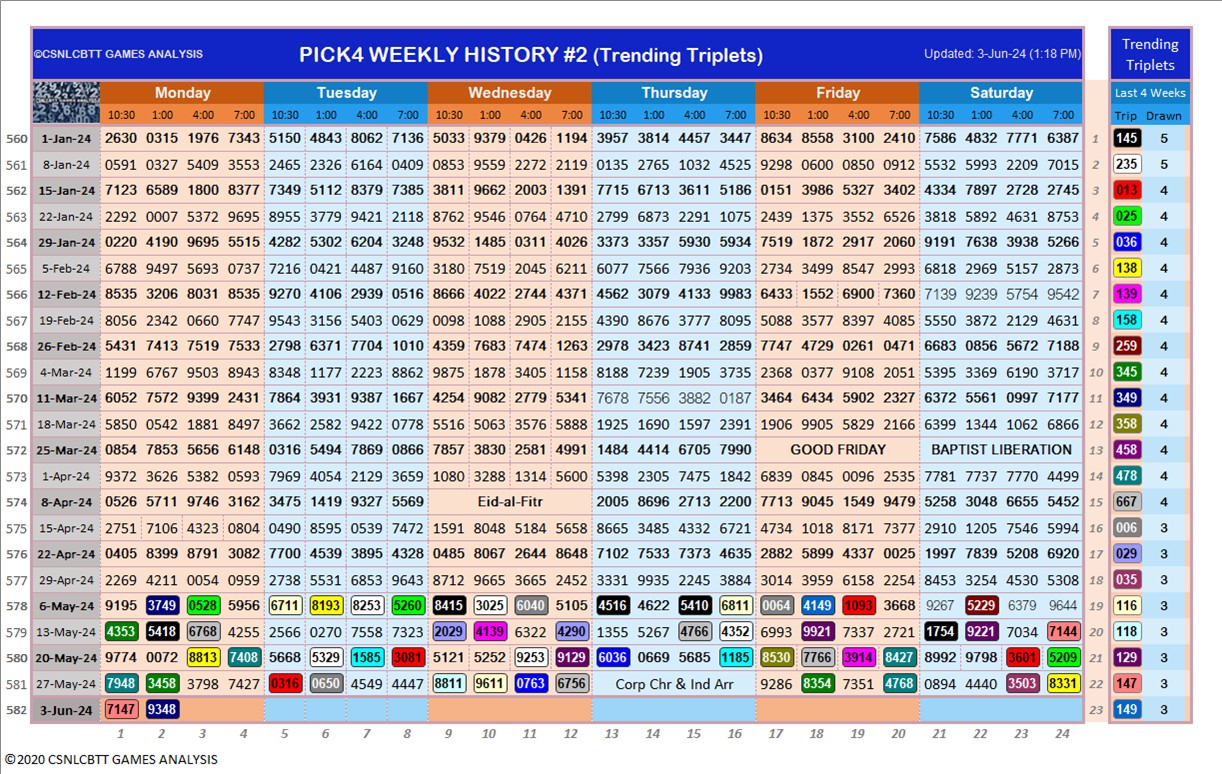 ©CSNLCBTT GAMES ANALYSIS PICK4 WEEKLY HISTORY #2 (Trending Triplets) Updated: 3-Jun-24 (1:18 PM) Trending
Triplets
Monday Tuesday Wednesday Thursday Friday Saturday Last 4 Weeks
10:30 1:00 4:00 7:00 10:30 1:00 4:00 7:00 10:30 1:00 4:00 7:00 10:30 1:00 4:00 7:00 10:30 1:00 4:00 7:00 10:30 1:00 4:00 7:00 Trip Drawn
560 1-Jan-24 2630 0315 1976 7343 5150 4843 8062 7138 5033 9379 0426 1194 3957 3814 4457 3447 8634 8558 3100 2410 7586 4832 7771 6387 1 145 5
561 8-Jan-24 0591 0327 5409 3553 2465 2326 6164 0409 0853 9559 2272 2119 0135 2765 1032 4525 9298 0600 0850 0912 5532 5993 2209 7015 2 235 5
562 15-Jan-24 7123 6589 1800 8377 7349 5112 8379 7385 3811 9662 2003 1391 7715 6713 3611 5186 0151 3986 5327 3402 4334 7897 2728 2745 3 013 4
563 22-Jan-24 2292 0007 5372 9695 8955 3779 9421 2118 8762 9546 0764 4710 2799 6873 2291 1075 2439 1375 3552 6526 3818 5892 4631 8753 4 025 4
564 29-Jan-24 0220 4190 9695 5515 4282 5302 6204 3248 9532 1485 0311 4026 3373 3357 5930 5934 7519 1872 2917 2060 9191 7638 3938 5266 5 036 4
565 5-Feb-24 6788 9497 5693 0737 7216 0421 4487 9160 3180 7519 2045 6211 6077 7566 7936 9203 2734 3499 8547 2993 6818 2969 5157 2873 6 138 4
566 12-Feb-24 8535 3206 8031 8535 9270 4106 2939 0516 8666 4022 2744 4371 4562 3079 4133 9983 6433 1552 6900 7360 7139 9239 5754 9542 7 139 4
567 19-Feb-24 8056 2342 0660 7747 9543 3156 5403 0629 9098 1088 2905 2155 4390 8676 3777 8095 5088 3577 8397 4085 5550 3872 2129 4631 8 158 4
568 26-Feb-24 5431 7413 7519 7533 2798 6371 7704 1010 4359 7683 7474 1263 2978 3423 8741 2859 7747 4729 0261 0471 6683 0856 5672 7188 9 259 4
569 4-Mar-24 1199 6767 9503 8943 8348 1177 2223 8862 9875 1878 3405 1158 8188 7239 1905 3735 2368 0377 9108 2051 5395 3369 6190 3717 10 345 4
570 11-Mar-24 6052 7572 9399 2431 7864 3931 9387 1667 4254 9082 2779 5341 7678 7556 3882 0187 3464 6434 5902 2327 6372 5561 0997 7177 11 349 4
571 18-Mar-24 5850 0542 1881 8497 3662 2582 9422 0778 5516 5063 3576 5888 1925 1690 1597 2391 1906 9905 5829 2166 6399 1344 1062 6866 12 358 4
572 25-Mar-24 0854 7853 5656 6148 0316 5494 7869 0866 7857 3830 2581 4991 1484 4414 6705 7990 GOOD FRIDAY BAPTIST LIBERATION 13 458 4
573 1-Apr-24 9372 3626 5382 0593 7969 4054 2129 3659 1080 3288 1314 5600 5398 2305 7475 1842 6839 0845 0096 2535 7781 7737 7770 4499 14 478 4
574 8-Apr-24 0526 5711 9746 3162 3475 1419 9327 5569 Eid-al-Fitr 2005 8696 2713 2200 7713 9045 1549 9479 5258 3048 6655 5452 15 667 4
575 15-Apr-24 2751 7106 4323 0804 0490 8595 0539 7472 1591 8048 5184 5658 8665 3485 4332 6721 4734 1018 8171 7377 2910 1205 7546 5994 16 006 3
576 22-Apr-24 0405 8399 8791 3082 7700 4539 3895 4328 0485 8067 2644 8648 7102 7533 7373 4635 2882 5899 4337 0025 1997 7839 5208 6920 17 029 3
577 29-Apr-24 2269 4211 0054 0959 2738 5531 6853 9643 8712 9665 3665 2452 3331 9935 2245 3884 3014 3959 6158 2254 8453 3254 4530 5308 18 035 3
578 6-May-24 9195 3749 0528 5956 6711 8193 8253 5260 8415 3025 6040 5105 4516 4622 5410 6811 0064 4149 1093 3668 9267 5229 6379 9644 19 116 3
579 13-May-24 4353 5418 6768 4255 2566 0270 7558 7323 2029 4139 6322 4290 1355 5267 4766 4352 6993 9921 7337 2721 1754 9221 7034 7144 20 118 3
580 20-May-24 9774 0072 8813 7408 5668 5329 1585 3081 5121 5252 9253 9129 6036 0669 5685 1185 8530 7766 3914 8427 8992 9798 3601 5209 21 129 3
581 27-May-24 7948 3458 3798 7427 0316 0650 4549 4447 8811 9611 0763 6756 Corp Chr & Ind Arr 9286 8354 7351 4768 0894 4440 3503 8331 22 147 3
582 3-Jun-24 7147 9348 23 149 3
1 2 3 4 5 6 7 8 9 10 11 12 13 14 15 16 17 18 19 20 21 22 23 24
©2020 CSNLCBTT GAMES ANALYSIS